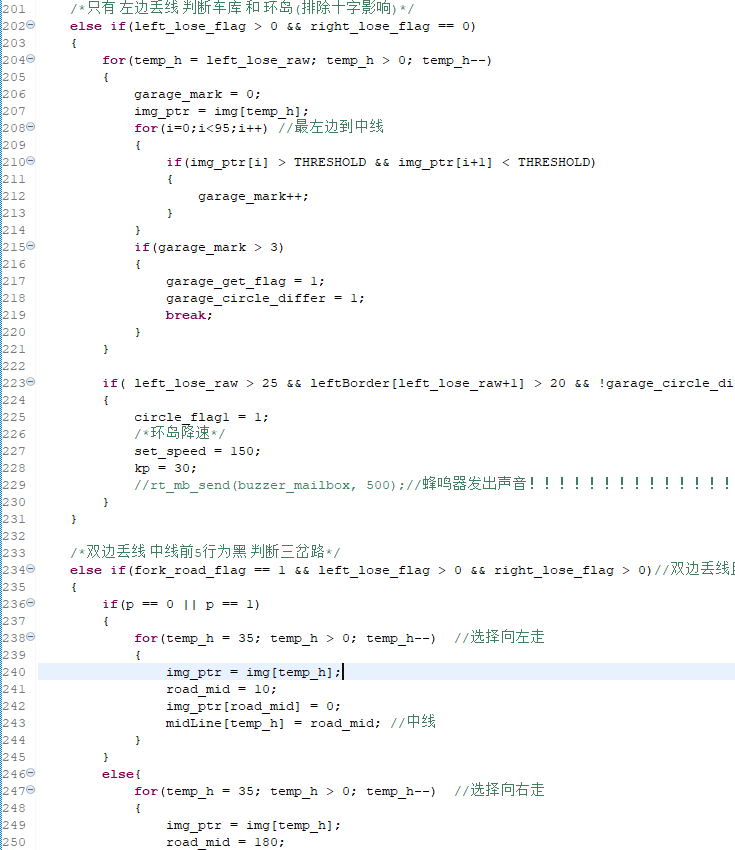 201    /*只有 左边丢线 判断车库 和 环岛(排除十字影响)*/
202    else if(left_lose_flag > 0 && right_lose_flag == 0)
203    {
204        for(temp_h = left_lose_raw; temp_h > 0; temp_h--)
205        {
206            garage_mark = 0;
207            img_ptr = img[temp_h];
208            for(i=0;i<95;i++) //最左边到中线
209            {
210                if(img_ptr[i] > THRESHOLD && img_ptr[i+1] < THRESHOLD)
211                {
212                    garage_mark++;
213                }
214            }
215            if(garage_mark > 3)
216            {
217                garage_get_flag = 1;
218                garage_circle_differ = 1;
219                break;
220            }
221        }
222
223        if( left_lose_raw > 25 && leftBorder[left_lose_raw+1] > 20 && !garage_circle_di
224        {
225            circle_flag1 = 1;
226            /*环岛降速*/
227            set_speed = 150;
228            kp = 30;
229            //rt_mb_send(buzzer_mailbox, 500);//蜂鸣器发出声音！！！！！！！！！！！！！！
230        }
231    }
232
233    /*双边丢线 中线前5行为黑 判断三岔路*/
234    else if(fork_road_flag == 1 && left_lose_flag > 0 && right_lose_flag > 0)//双边丢线
235    {
236        if(p == 0 || p == 1)
237        {
238            for(temp_h = 35; temp_h > 0; temp_h--)  //选择向左走
239            {
240                img_ptr = img[temp_h];
241                road_mid = 10;
242                img_ptr[road_mid] = 0;
243                midLine[temp_h] = road_mid; //中线
244            }
245        }
246        else{
247            for(temp_h = 35; temp_h > 0; temp_h--)  //选择向右走
248            {
249                img_ptr = img[temp_h];
250                road_mid = 180;